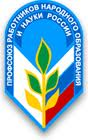 ПРОФСОЮЗ РАБОТНИКОВ НАРОДНОГО ОБРАЗОВАНИЯ
И НАУКИ РОССИИ